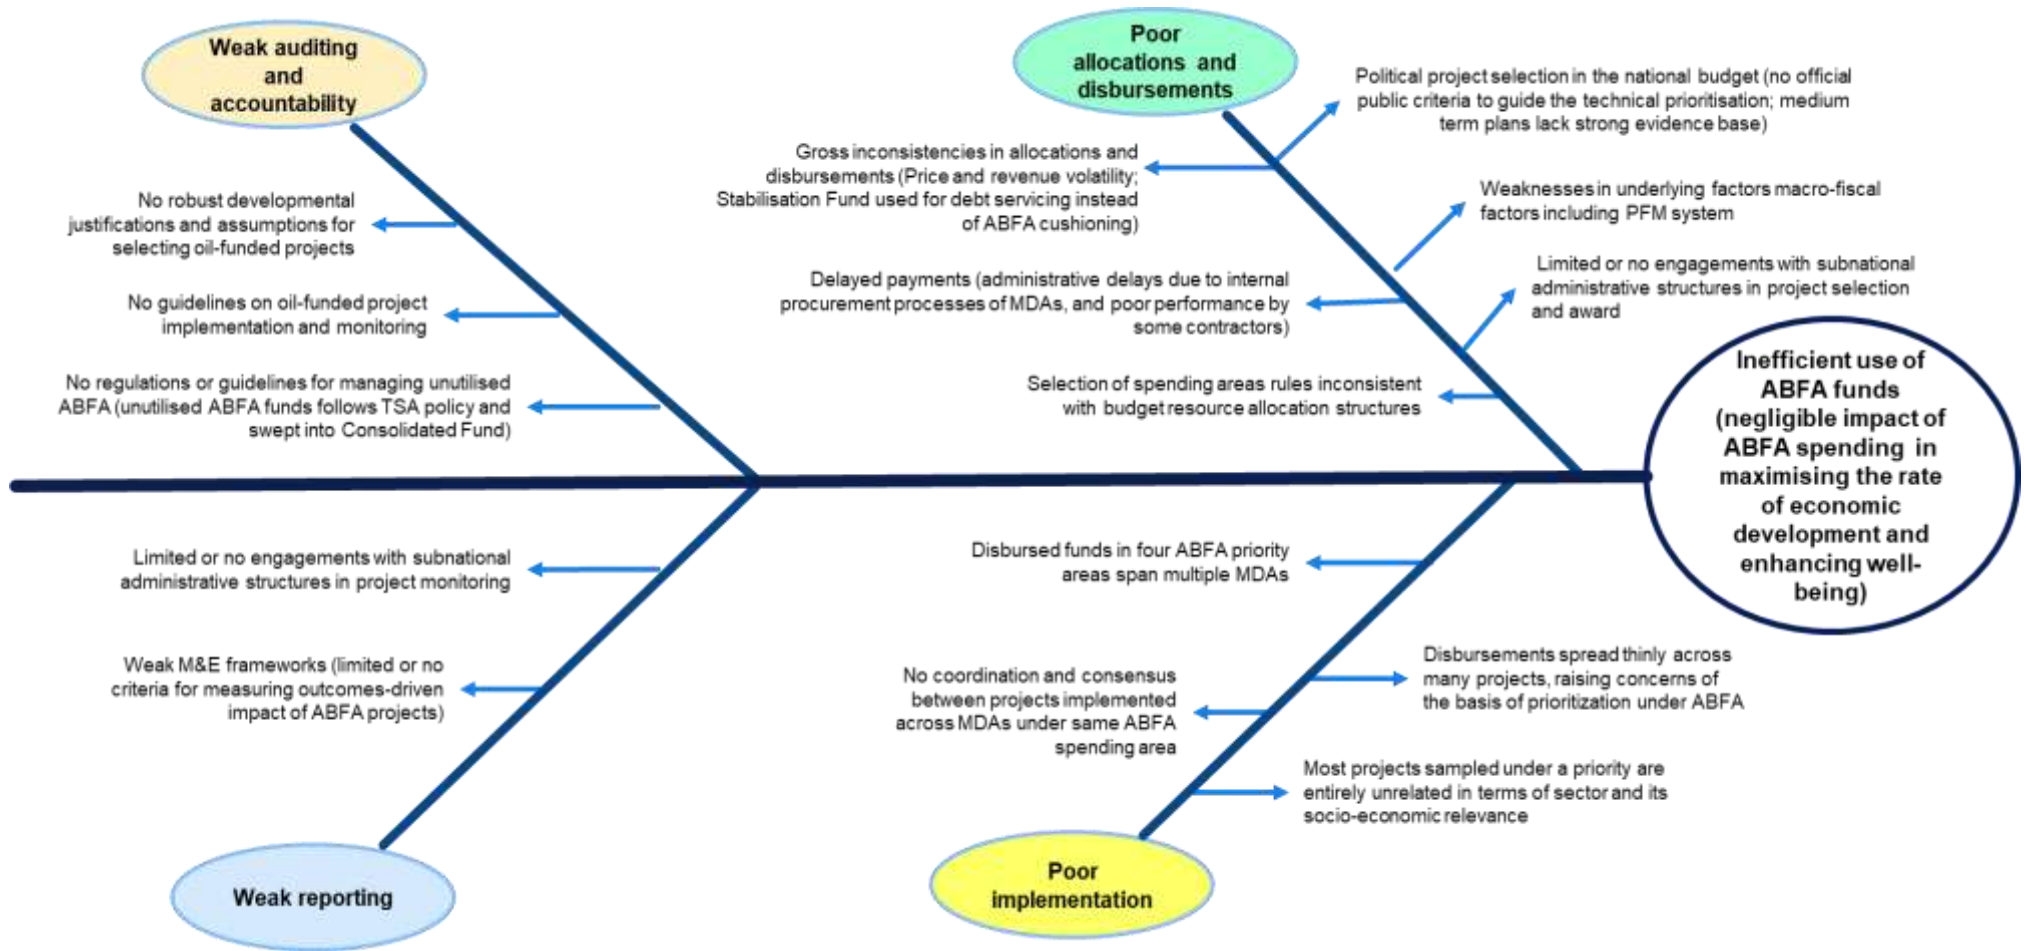 Weak auditing
and
accountability
No robust developmental
justifications and assumptions for
selecting oil-funded projects
No guidelines on oil-funded project
implementation and monitoring
No regulations or guidelines for managing unutilised
ABFA (unutilised ABFA funds follows TSA policy and
swept into Consolidated Fund)
Poor
allocations and
disbursements
Gross inconsistencies in allocations and
disbursements (Price and revenue volatility;
Stabilisation Fund used for debt servicing instead
of ABFA cushioning)
Delayed payments (administrative delays due to internal
procurement processes of MDAs, and poor performance by
some contractors)
Selection of spending areas rules inconsistent
with budget resource allocation structures
Political project selection in the national budget (no official
public criteria to guide the technical prioritisation; medium
term plans lack strong evidence base)
Weaknesses in underlying factors macro-fiscal
factors including PFM system
Limited or no engagements with subnational
administrative structures in project selection
and award
Inefficient use of
ABFA funds
(negligible impact of
ABFA spending in
maximising the rate
of economic
development and
enhancing well-
being)
Limited or no engagements with subnational
administrative structures in project monitoring
Weak M&E frameworks (limited or no
criteria for measuring outcomes-driven
impact of ABFA projects)
Weak reporting
Disbursed funds in four ABFA priority
areas span multiple MDAs
No coordination and consensus
between projects implemented
across MDAs under same ABFA
spending area
Disbursements spread thinly across
many projects, raising concerns of
the basis of prioritization under ABFA
Most projects sampled under a priority are
entirely unrelated in terms of sector and its
socio-economic relevance
Poor
implementation